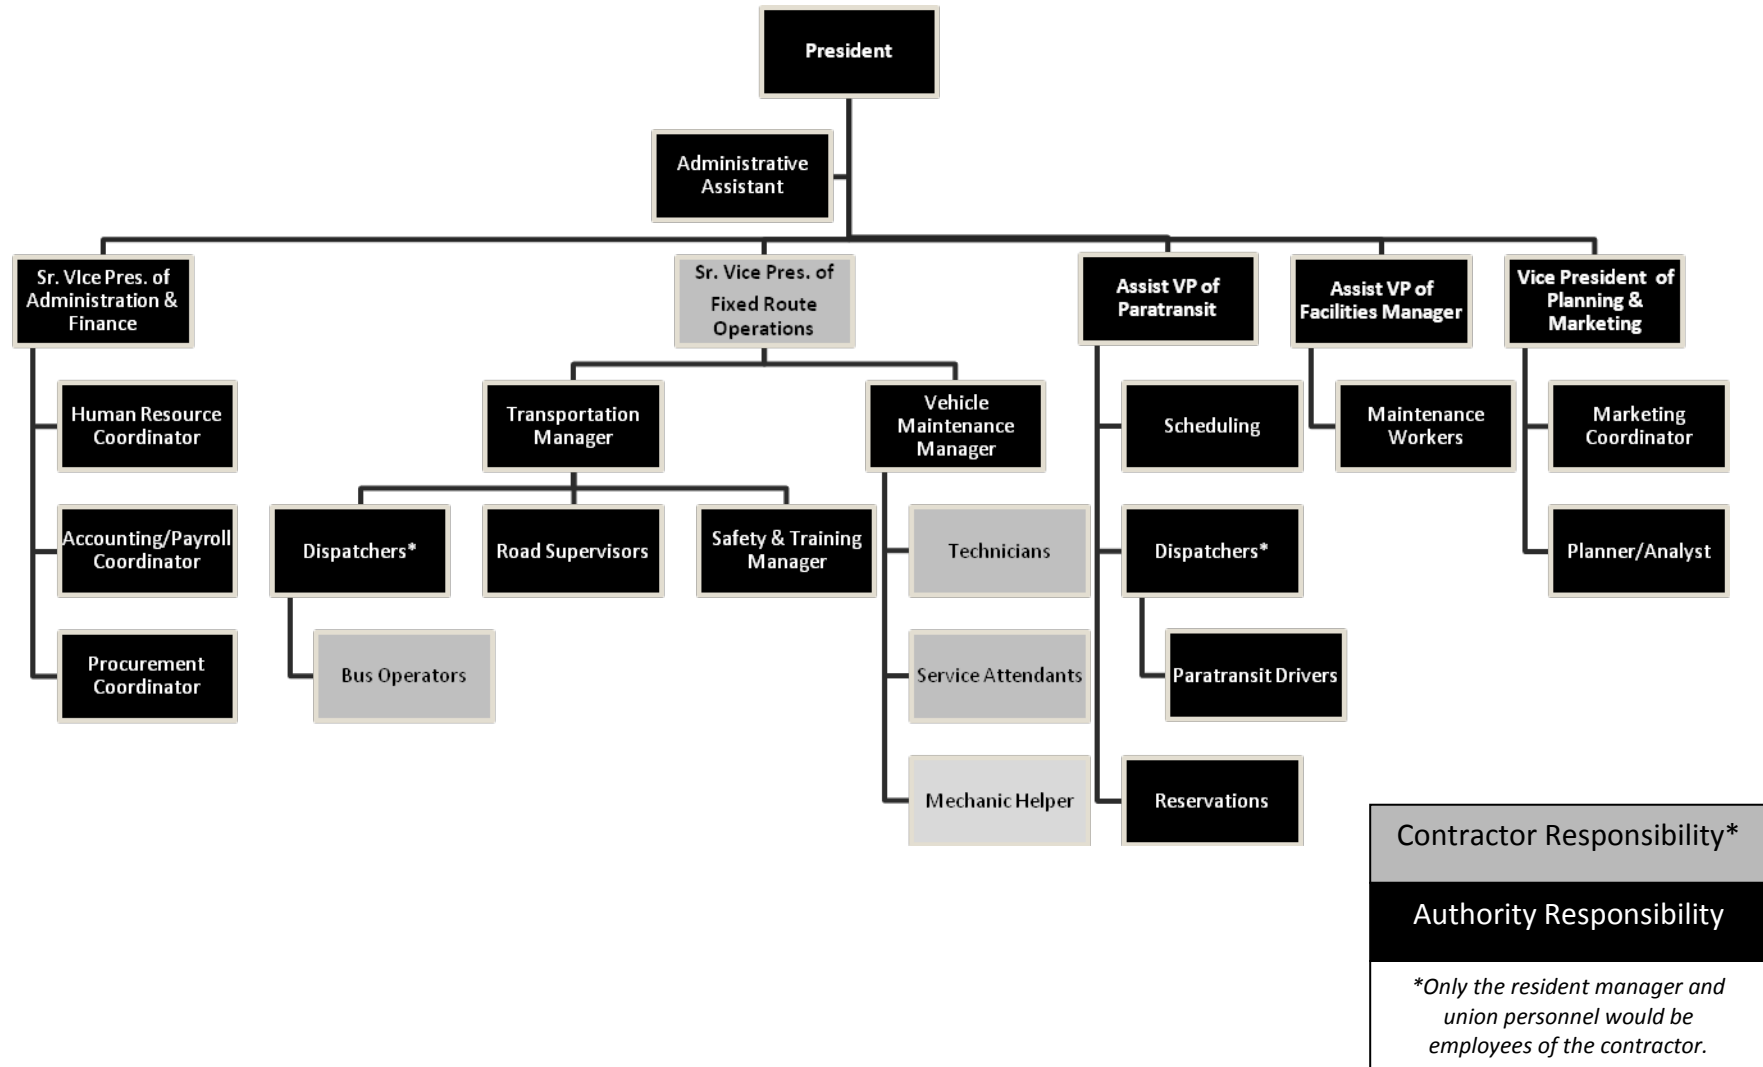 President
Administrative
Assistant
Sr. VIce Pres. of
Administration &
Finance
Sr. Vice Pres. of
Fixed Route
Operations
Assist VP of
Paratransit
Assist VP of
Facilities Manager
Vice President of
Planning &
Marketing
Human Resource
Coordinator
Transportation
Manager
Vehicle
Maintenance
Manager
Scheduling
Maintenance
Workers
Marketing
Coordinator
Accounting/Payroll
Coordinator
Dispatchers*
Road Supervisors
Safety & Training
Manager
Technicians
Dispatchers*
Planner/Analyst
Procurement
Coordinator
Bus Operators
Service Attendants
Paratransit Drivers
Mechanic Helper
Reservations
Contractor Responsibility*
Authority Responsibility
*Only the resident manager and
union personnel would be
employees of the contractor.